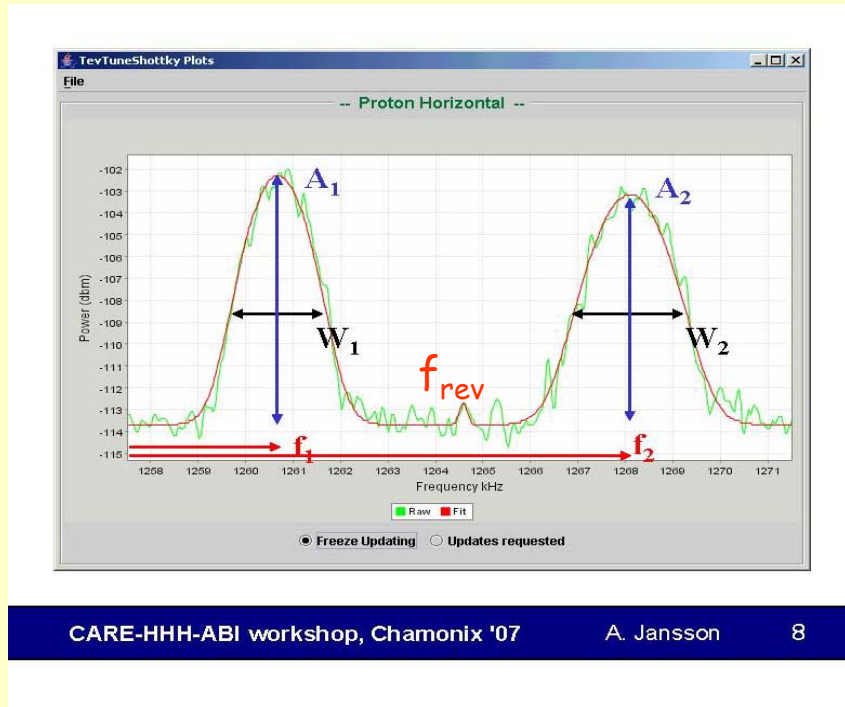 TevTuneShottky Plots
File
-- Proton Horizontal --
-102
-103
-104
-105
-106
-107
-108
-109
-110
-111
-112
-113
-114
-115
Power (dbm)
A1
A2
W1
W2
frev
f1
f2
1258 1259 1260 1261 1262 1263 1264 1265 1266 1267 1268 1269 1270 1271
Frequency kHz
Raw Fit
Freeze Updating Updates requested
CARE-HHH-ABI workshop, Chamonix '07 A. Jansson 8